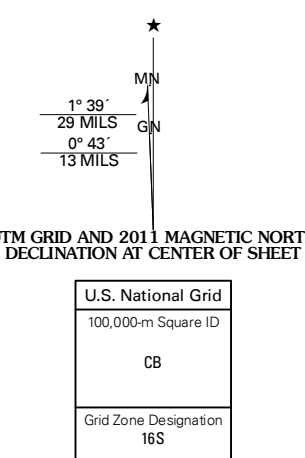 ★
MN
1° 39´
29 MILS
GN
0° 43´
13 MILS
UTM GRID AND 2011 MAGNETIC NORT
DECLINATION AT CENTER OF SHEET
U.S. National Grid
100,000-m Square ID
CB
Grid Zone Designation
16S